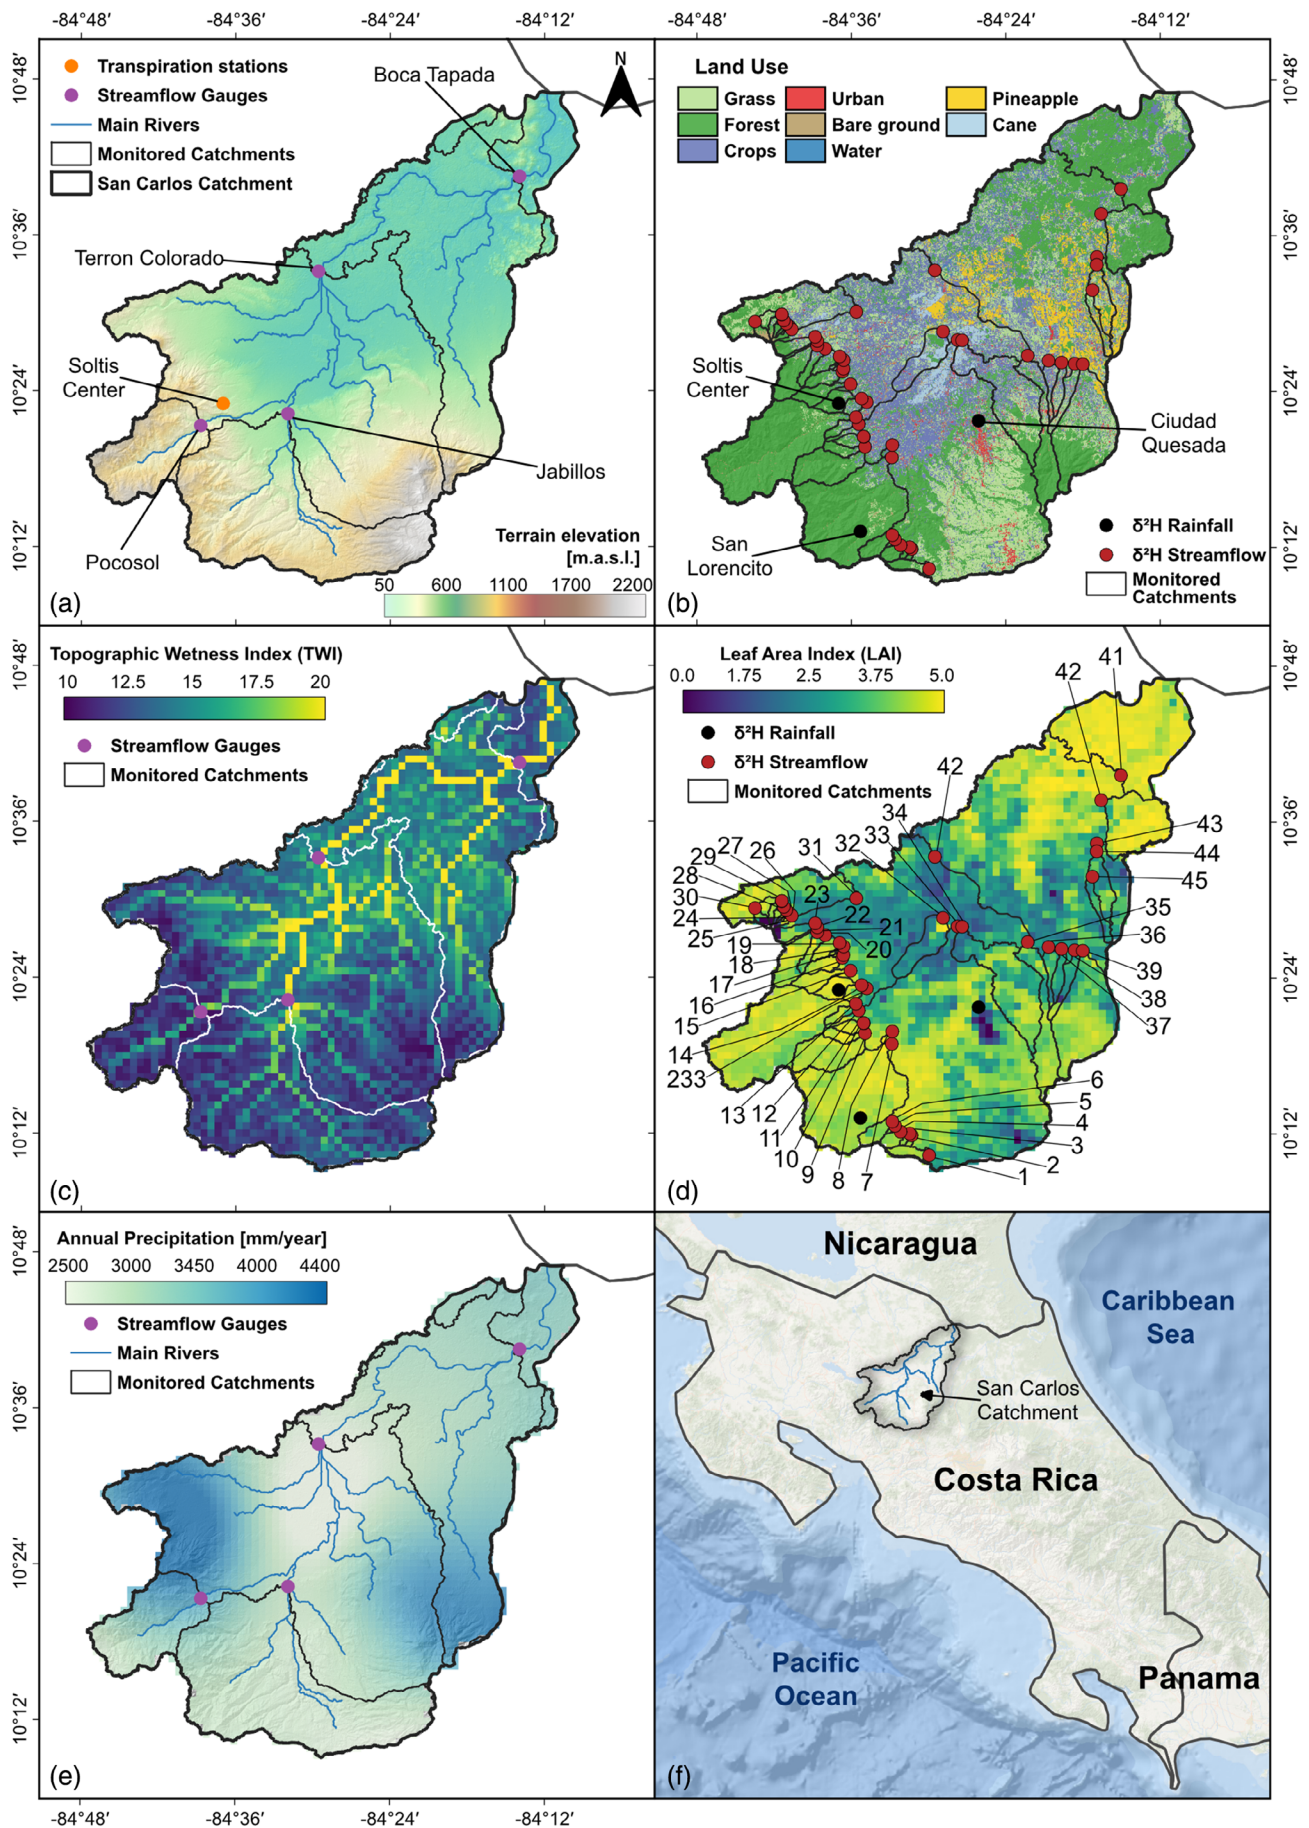 -84°48' -84°36' -84°24' -84°12' -84°48' -84°36' -84°24' -84°12'
10°48'
10°36'
10°24'
10°12'
Transpiration stations
Streamflow Gauges
Main Rivers
Monitored Catchments
San Carlos Catchment
Boca Tapada
N
Terron Colorado
Soltis
Center
Jabillos
Pocosol
Terrain elevation
[m.a.s.l.]
50 600 1100 1700 2200
(a)
Land Use
Grass Urban Pineapple
Forest Bare ground Cane
Crops Water
10°48'
10°36'
10°24'
10°12'
Soltis
Center
Ciudad
Quesada
San
Lorencito
δ²H Rainfall
δ²H Streamflow
Monitored
Catchments
(b)
10°48'
10°36'
10°24'
10°12'
Topographic Wetness Index (TWI)
10 12.5 15 17.5 20
Streamflow Gauges
Monitored Catchments
(c)
Leaf Area Index (LAI)
0.0 1.75 2.5 3.75 5.0
δ²H Rainfall
δ²H Streamflow
Monitored Catchments
10°48'
10°36'
10°24'
10°12'
41
42
42
34
33
32
31
43
44
45
26
27
29
28
30
24
25
23
22
21
20
19
18
17
16
15
14
233
13
12
11
10
9
8
7
35
36
39
38
37
6
5
4
3
2
1
(d)
10°48'
10°36'
10°24'
10°12'
Annual Precipitation [mm/year]
2500 3000 3450 4000 4400
Streamflow Gauges
Main Rivers
Monitored Catchments
(e)
-84°48' -84°36' -84°24' -84°12'
Nicaragua
Caribbean
Sea
San Carlos
Catchment
Costa Rica
Pacific
Ocean
Panama
(f)